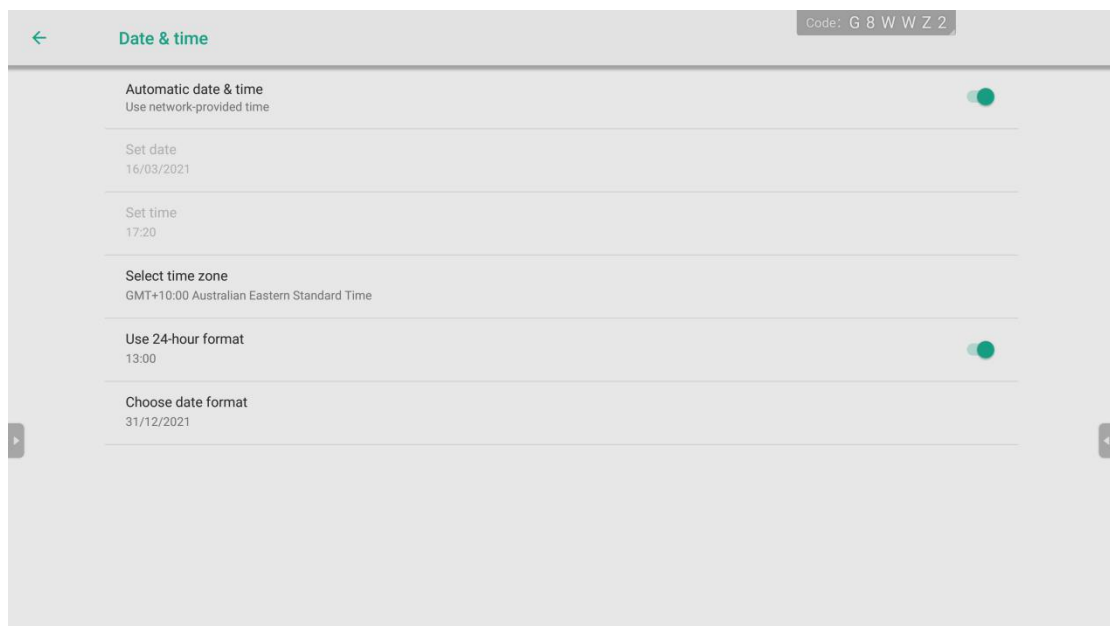 Code: G 8 W W Z 2
Date & time
Automatic date & time
Use network-provided time
Set date
16/03/2021
Set time
17:20
Select time zone
GMT+10:00 Australian Eastern Standard Time
Use 24-hour format
13:00
Choose date format
31/12/2021